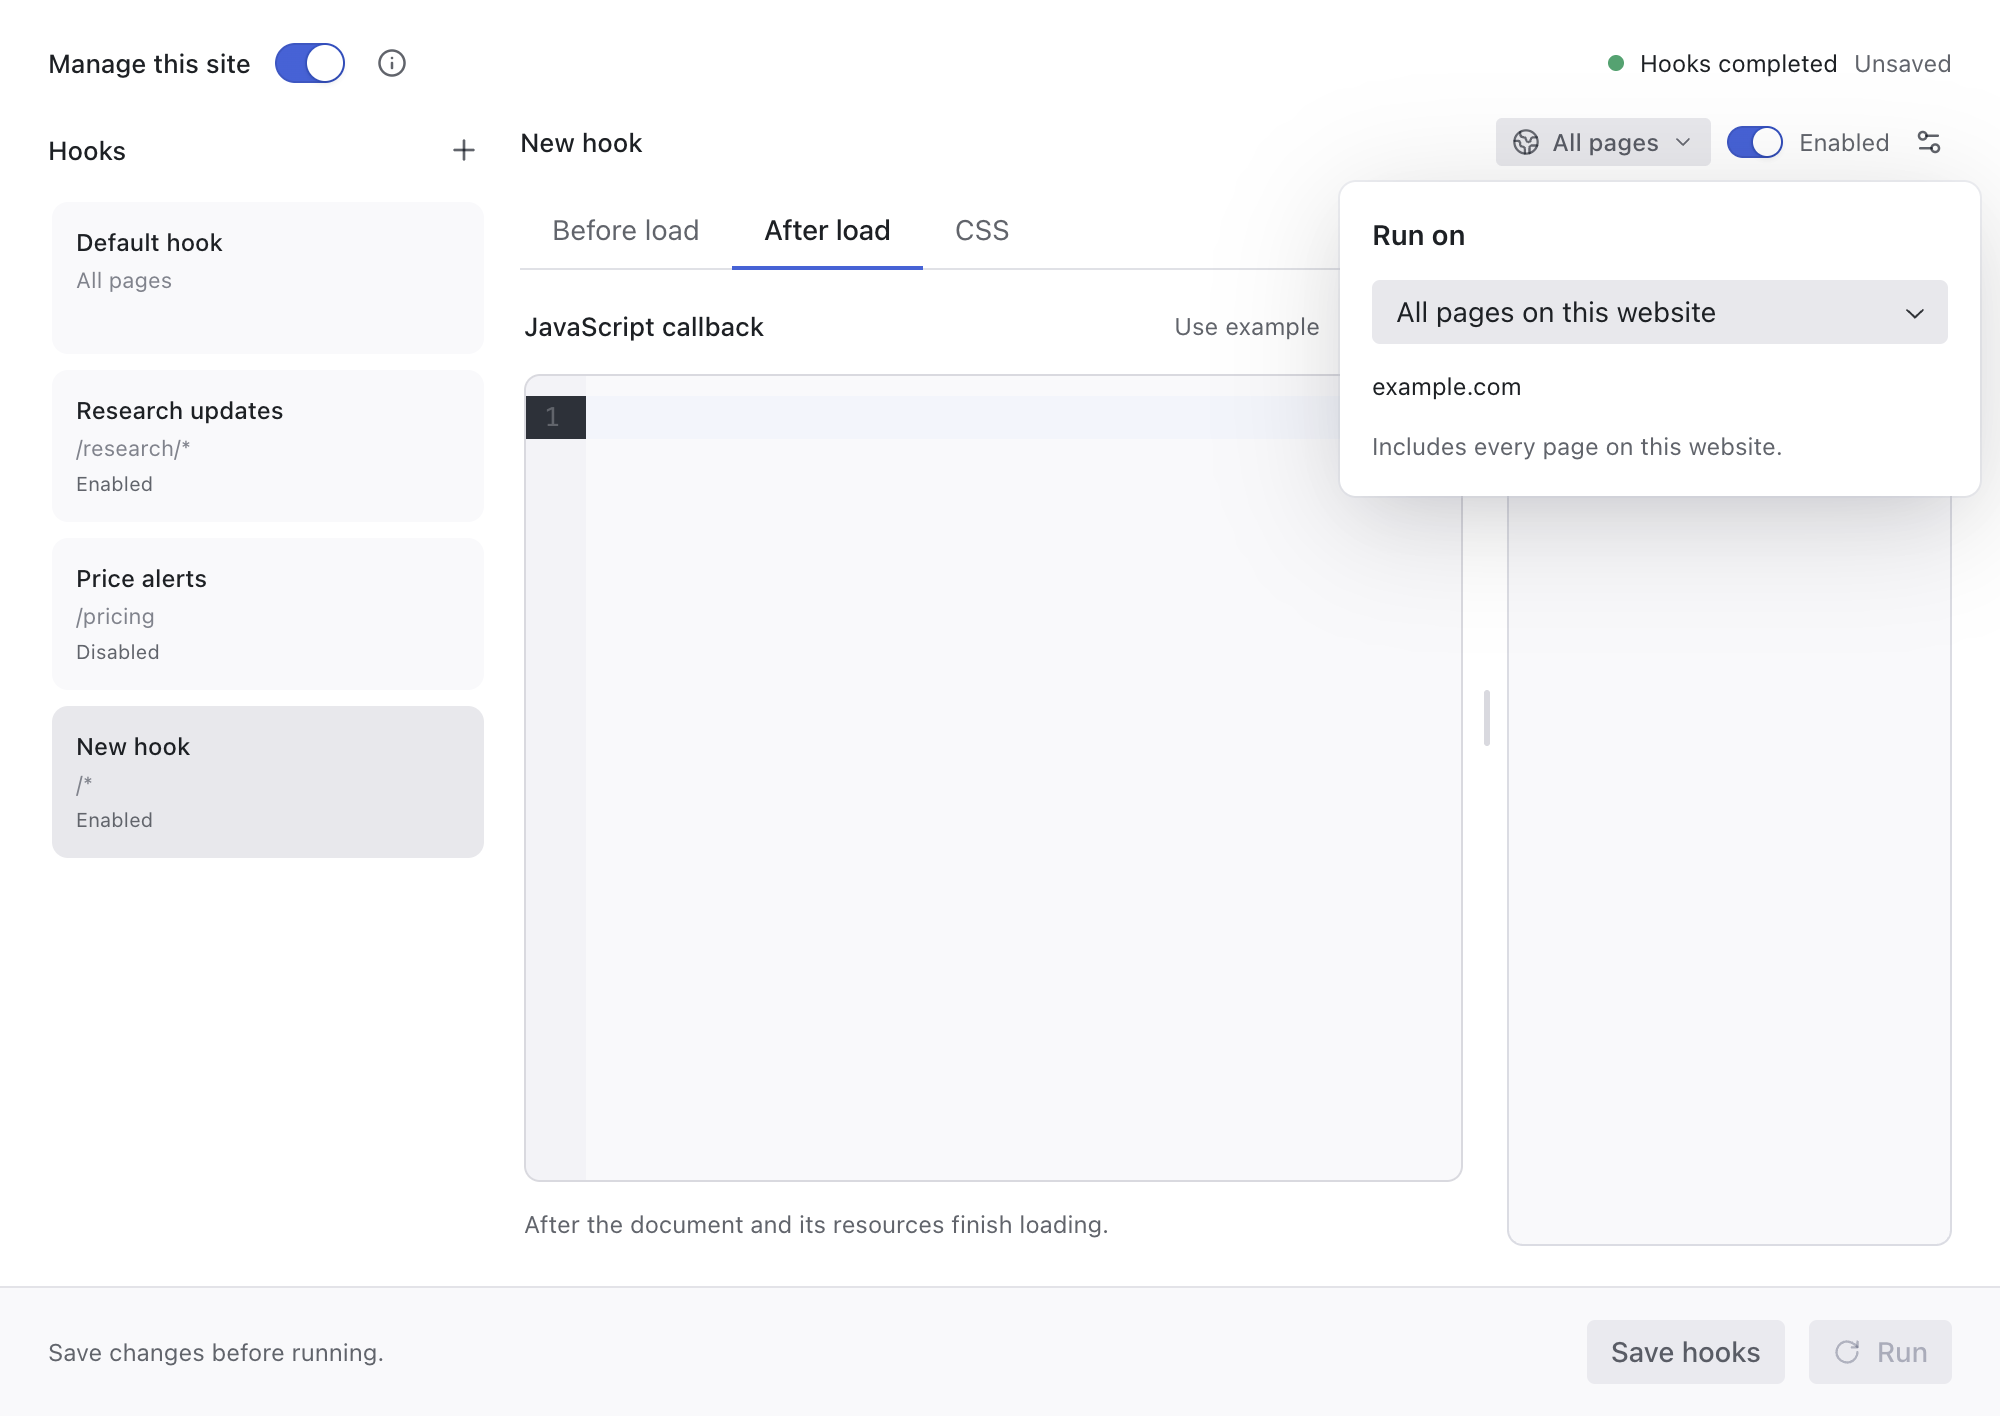 Manage this site
Hooks completed Unsaved
Hooks
New hook
All pages
Enabled
Default hook
All pages
Research updates
/research/*
Enabled
Price alerts
/pricing
Disabled
New hook
/*
Enabled
Before load
After load
CSS
JavaScript callback
Use example
1
After the document and its resources finish loading.
Run on
All pages on this website
example.com
Includes every page on this website.
Save changes before running.
Save hooks
Run